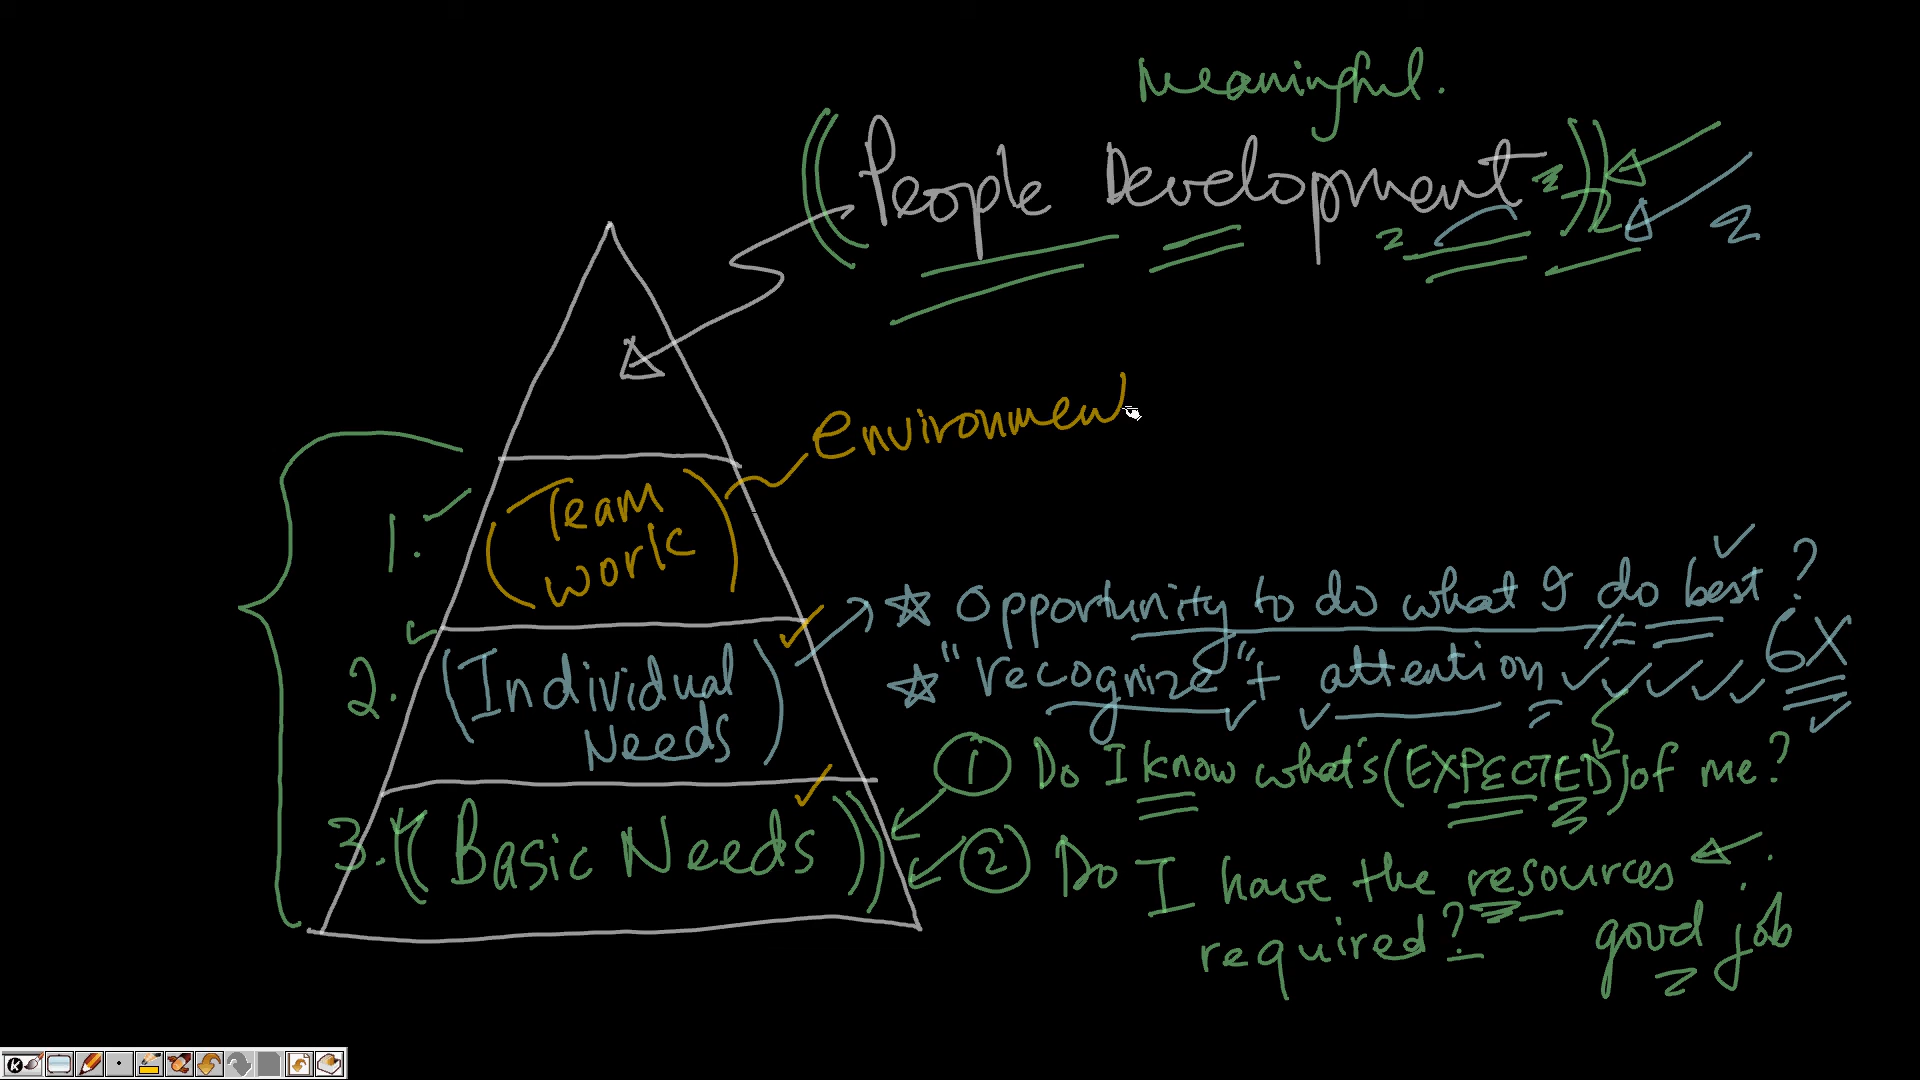 Meaningful.
People Development
environment
1.
Team
work
★ Opportunity to do what I do best?
6X
★ "recognize" + attention
2.
(Individual
Needs)
① Do I know what's (EXPECTED) of me?
3. ((Basic Needs))
② Do I have the resources
required?
good job